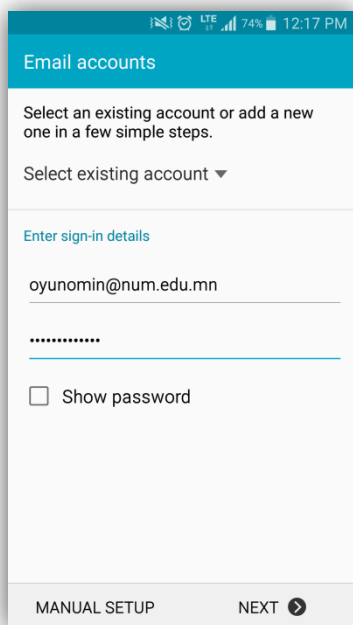 LTE 74% 12:17 PM
Email accounts
Select an existing account or add a new
one in a few simple steps.
Select existing account
Enter sign-in details
oyunomin@num.edu.mn
•••••••••••••
Show password
MANUAL SETUP NEXT